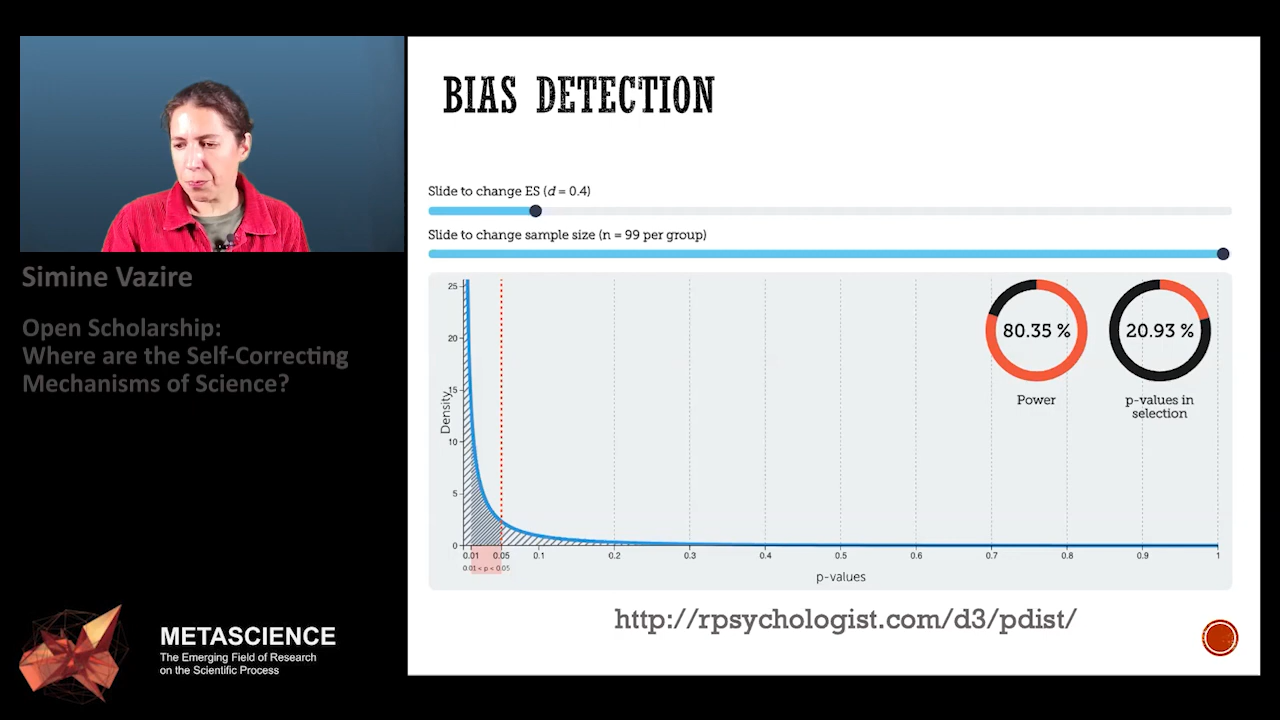 BIAS DETECTION
Slide to change ES (d = 0.4)
Slide to change sample size (n = 99 per group)
25
20
15
10
5
0
Density
80.35 %
Power
20.93 %
p-values in
selection
0.01 0.05 0.1 0.2 0.3 0.4 0.5 0.6 0.7 0.8 0.9 1
0.01 < p < 0.05
p-values
http://rpsychologist.com/d3/pdist/
Simine Vazire
Open Scholarship:
Where are the Self-Correcting
Mechanisms of Science?
METASCIENCE
The Emerging Field of Research
on the Scientific Process